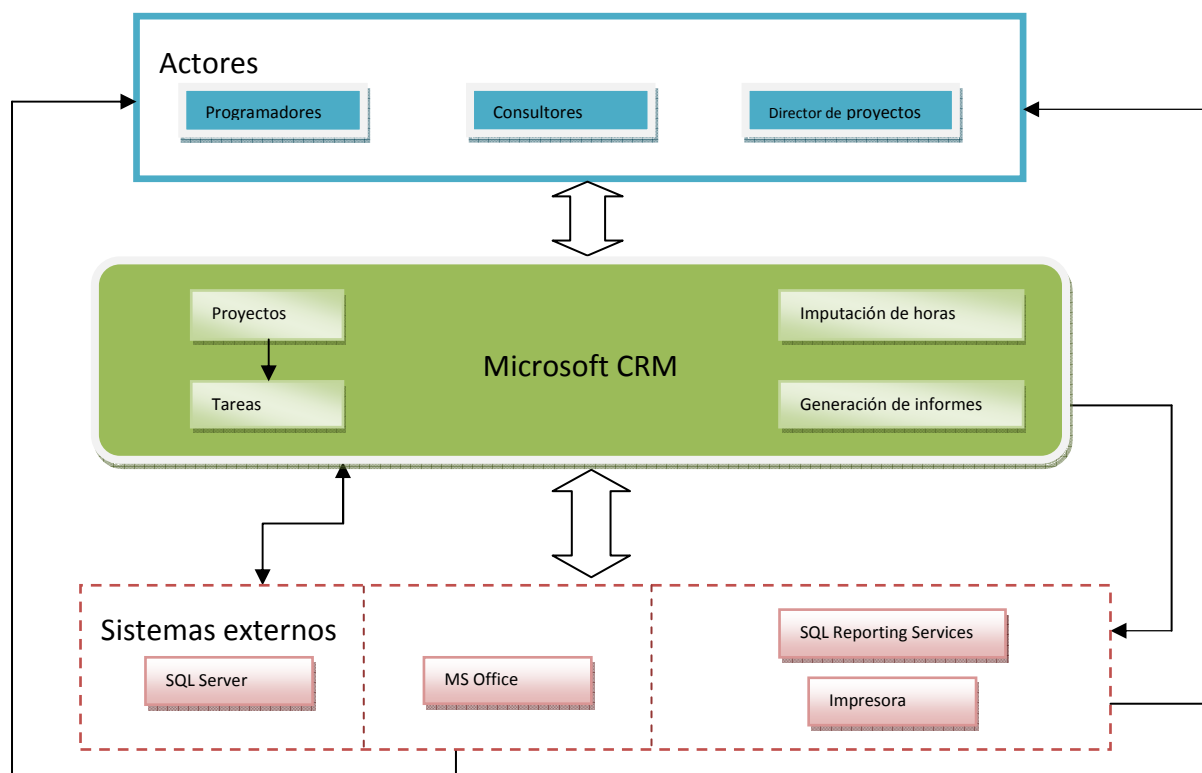 Actores
Programadores
Consultores
Director de proyectos
Proyectos
Imputación de horas
Microsoft CRM
Tareas
Generación de informes
Sistemas externos
SQL Reporting Services
SQL Server
MS Office
Impresora